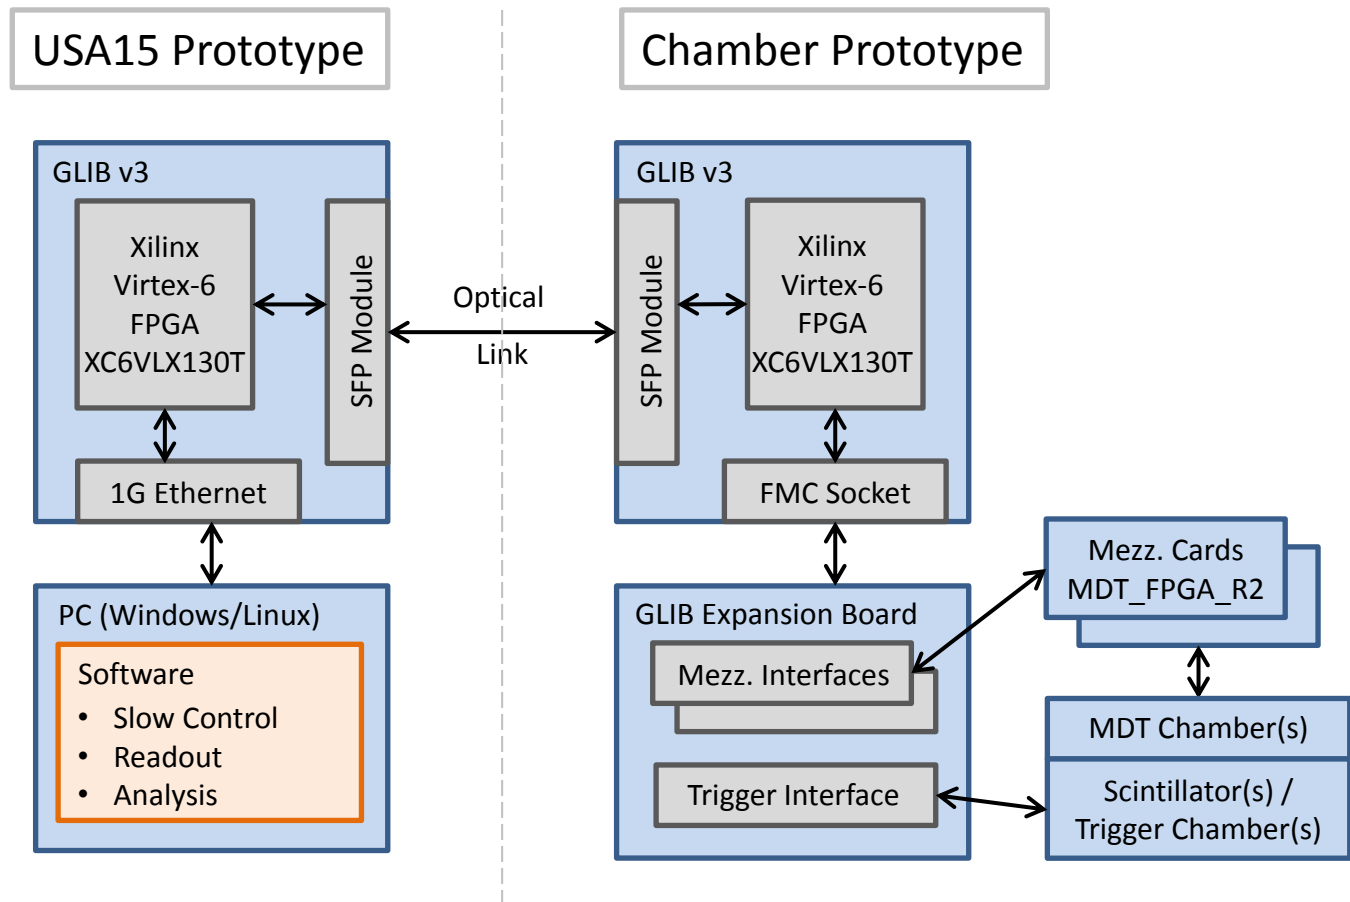 USA15 Prototype
Chamber Prototype
GLIB v3
Xilinx
Virtex-6
FPGA
XC6VLX130T
SFP Module
1G Ethernet
PC (Windows/Linux)
Software
• Slow Control
• Readout
• Analysis
Optical
Link
GLIB v3
SFP Module
Xilinx
Virtex-6
FPGA
XC6VLX130T
FMC Socket
GLIB Expansion Board
Mezz. Interfaces
Trigger Interface
Mezz. Cards
MDT_FPGA_R2
MDT Chamber(s)
Scintillator(s) /
Trigger Chamber(s)